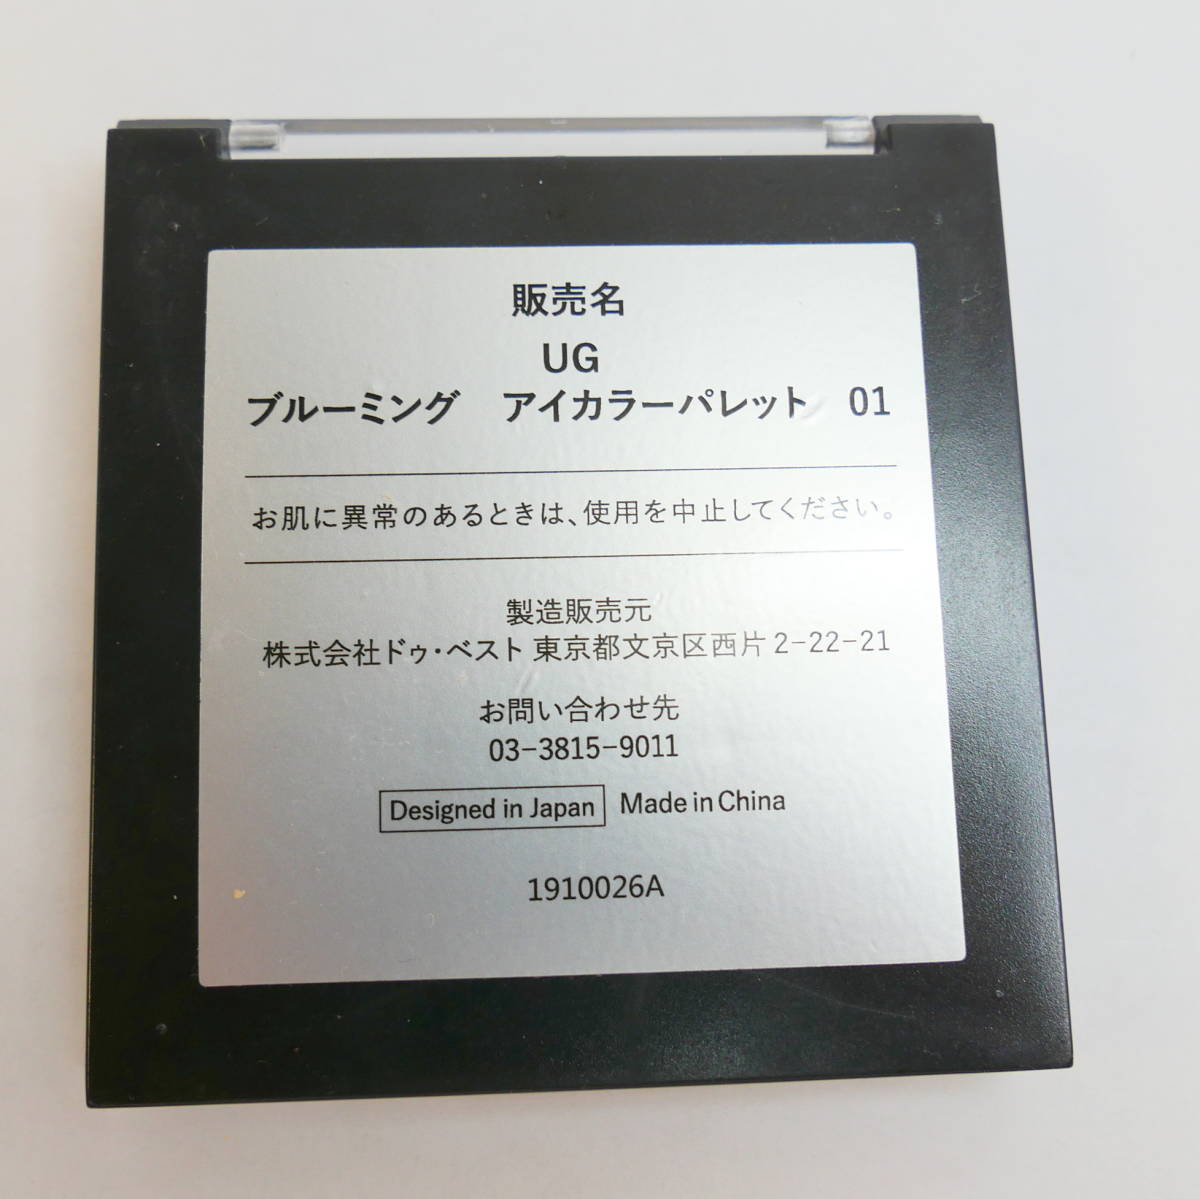 販売名
UG
ブルーミング　アイカラーパレット　01
お肌に異常のあるときは、使用を中止してください。
製造販売元
株式会社ドゥ・ベスト 東京都文京区西片2-22-21
お問い合わせ先
03-3815-9011
Designed in Japan Made in China
1910026A